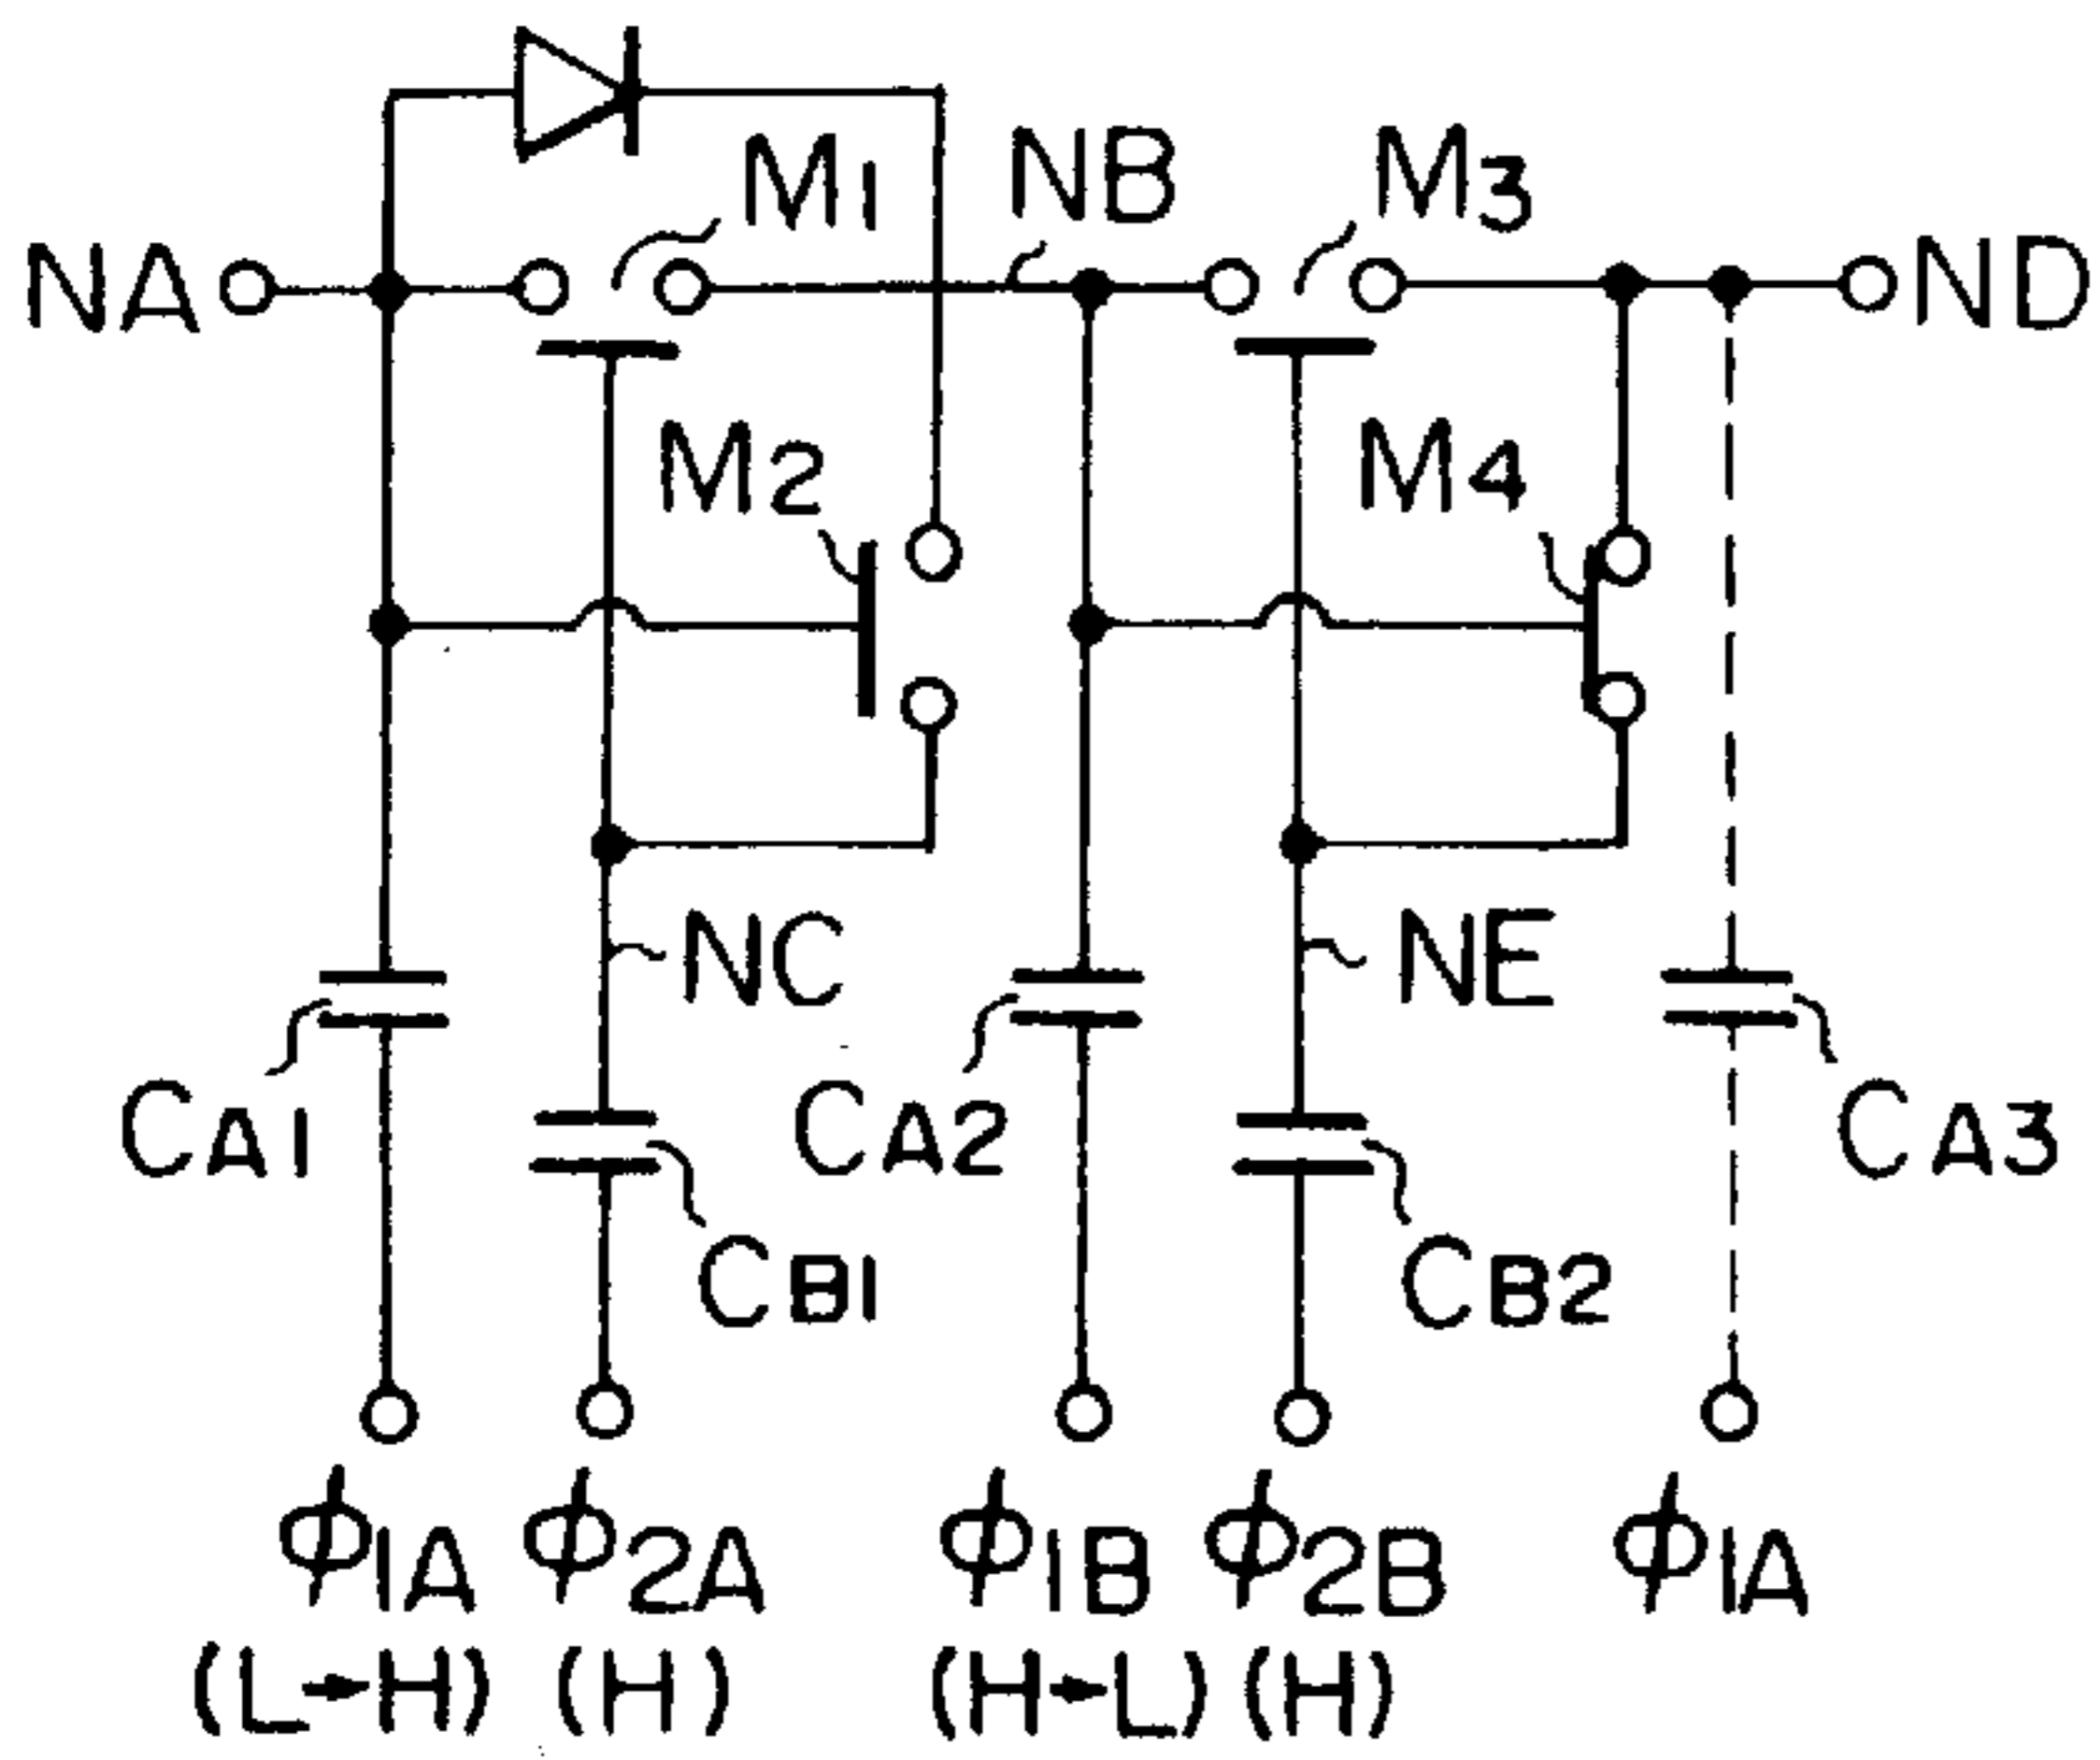 M1 NB M3
NA ND
M2 M4
NC NE
CA1 CA2 CA3
CB1 CB2
ϕ1A ϕ2A ϕ1B ϕ2B ϕ1A
(L→H) (H) (H→L) (H)